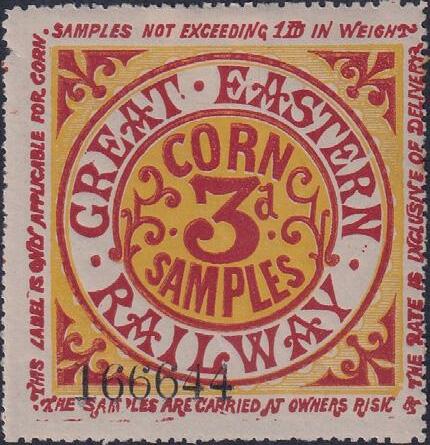 SAMPLES NOT EXCEEDING 1lb IN WEIGHT
THE RATE IS INCLUSIVE OF DELIVERY
THE SAMPLES ARE CARRIED AT OWNERS RISK &
THIS LABEL IS ONLY APPLICABLE FOR CORN.
GREAT · EASTERN · RAILWAY ·
CORN
3d
SAMPLES
166644